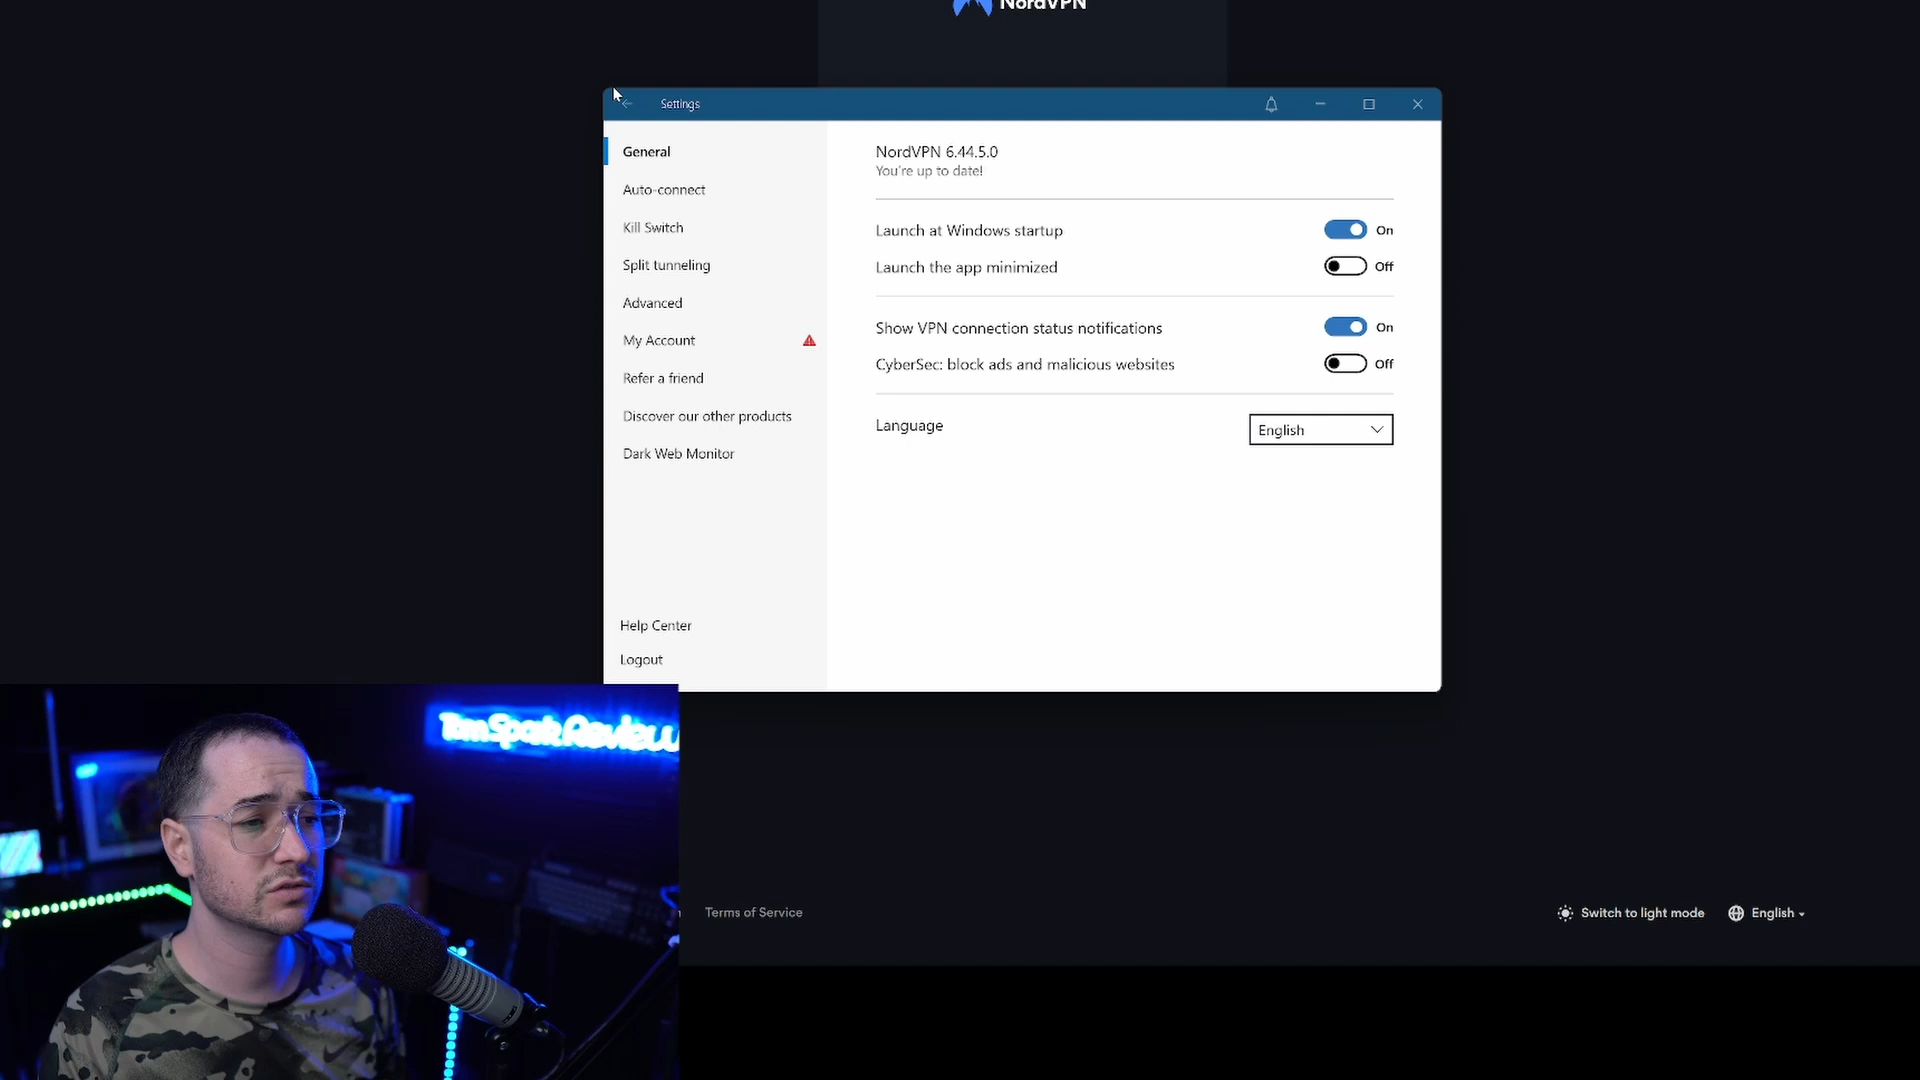 NordVPN
Settings
General
Auto-connect
Kill Switch
Split tunneling
Advanced
My Account
Refer a friend
Discover our other products
Dark Web Monitor
Help Center
Logout
NordVPN 6.44.5.0
You're up to date!
Launch at Windows startup On
Launch the app minimized Off
Show VPN connection status notifications On
CyberSec: block ads and malicious websites Off
Language English
TomSparkReview
Terms of Service
Switch to light mode
English